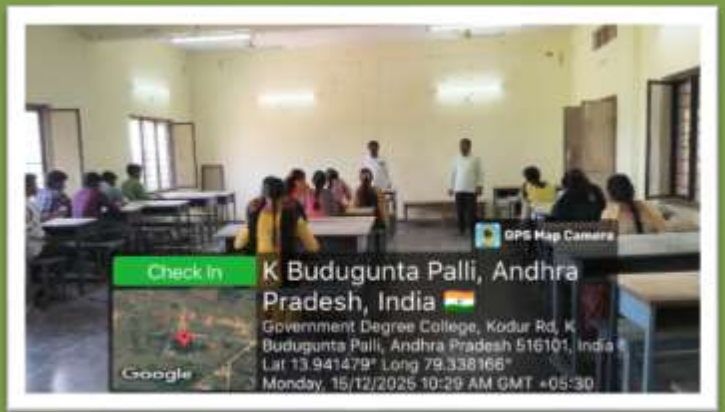 GPS Map Camera
Check In
K Budugunta Palli, Andhra
Pradesh, India
Government Degree College, Kodur Rd, K
Budugunta Palli, Andhra Pradesh 516101, India
Lat 13.941479° Long 79.338166°
Monday, 15/12/2025 10:29 AM GMT +05:30
Google